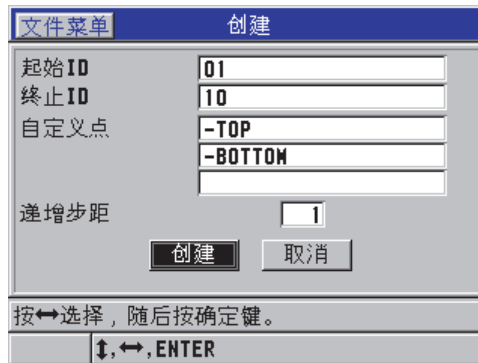 文件菜单 创建
起始ID 01
终止ID 10
自定义点 -TOP
-BOTTOM
递增步距 1
创建 取消
按↔选择，随后按确定键。
↕,↔,ENTER